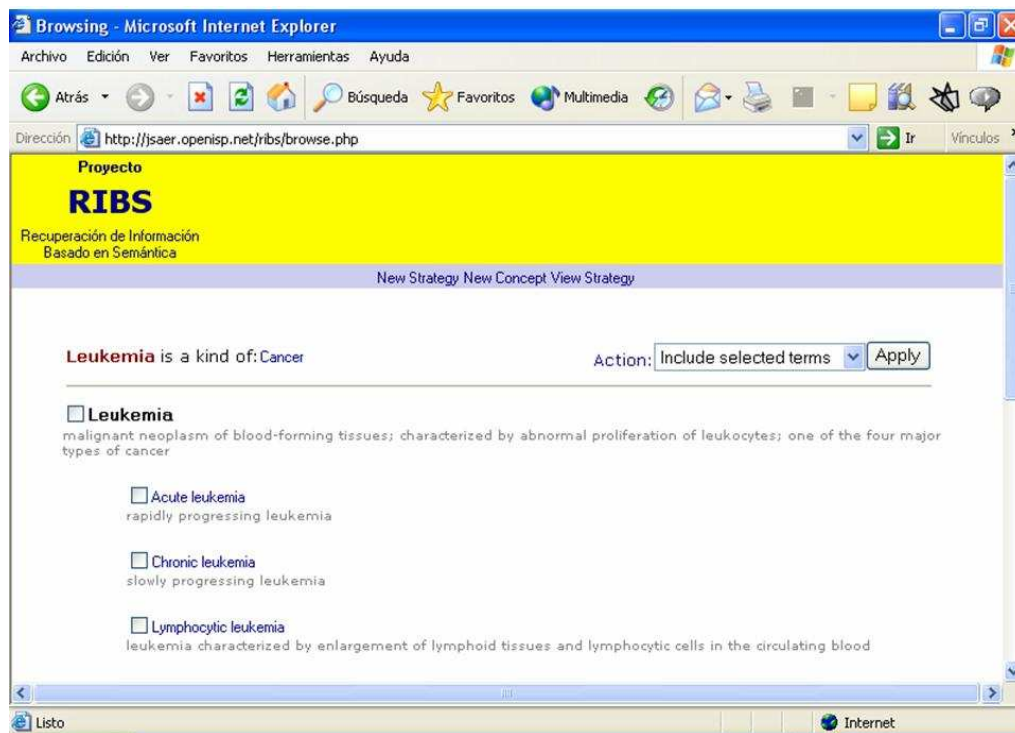 Browsing - Microsoft Internet Explorer
Archivo Edición Ver Favoritos Herramientas Ayuda
Atrás Búsqueda Favoritos Multimedia
Dirección http://jsaer.openisp.net/ribs/browse.php Ir Vínculos
Proyecto
RIBS
Recuperación de Información
Basado en Semántica
New Strategy New Concept View Strategy
Leukemia is a kind of: Cancer Action: Include selected terms Apply
Leukemia
malignant neoplasm of blood-forming tissues; characterized by abnormal proliferation of leukocytes; one of the four major
types of cancer
Acute leukemia
rapidly progressing leukemia
Chronic leukemia
slowly progressing leukemia
Lymphocytic leukemia
leukemia characterized by enlargement of lymphoid tissues and lymphocytic cells in the circulating blood
Listo Internet